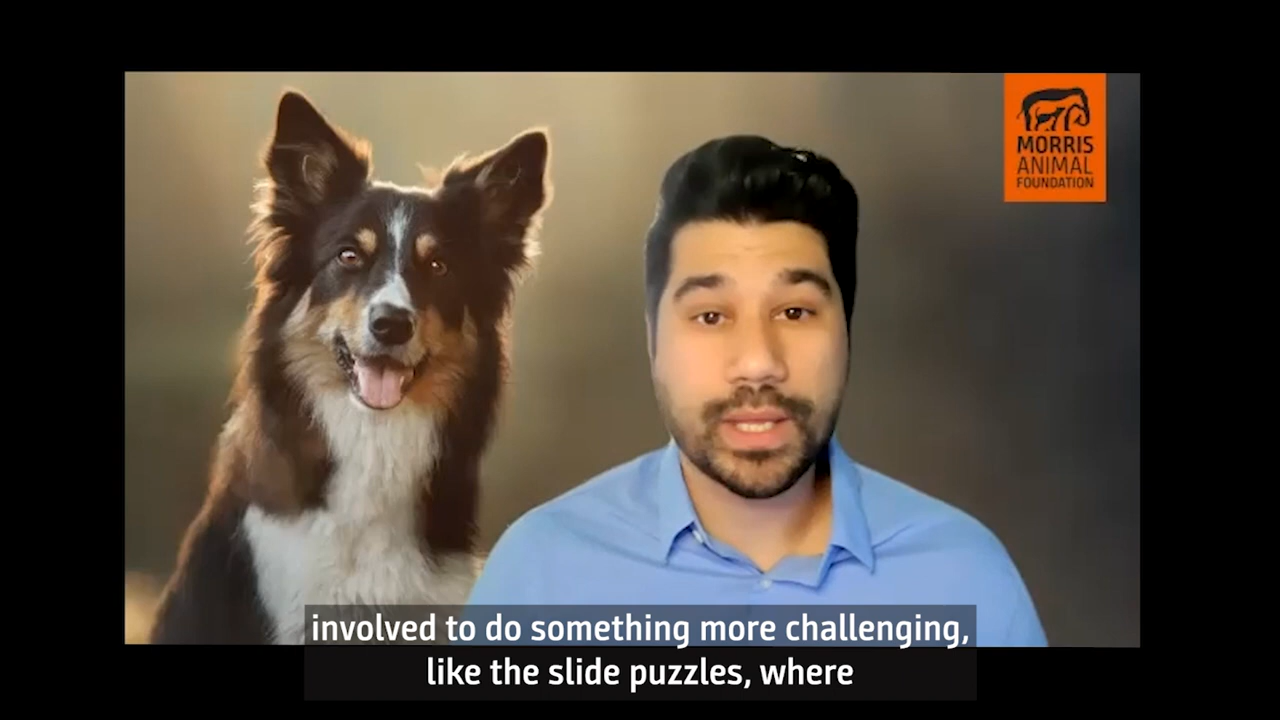 MORRIS
ANIMAL
FOUNDATION
involved to do something more challenging,
like the slide puzzles, where